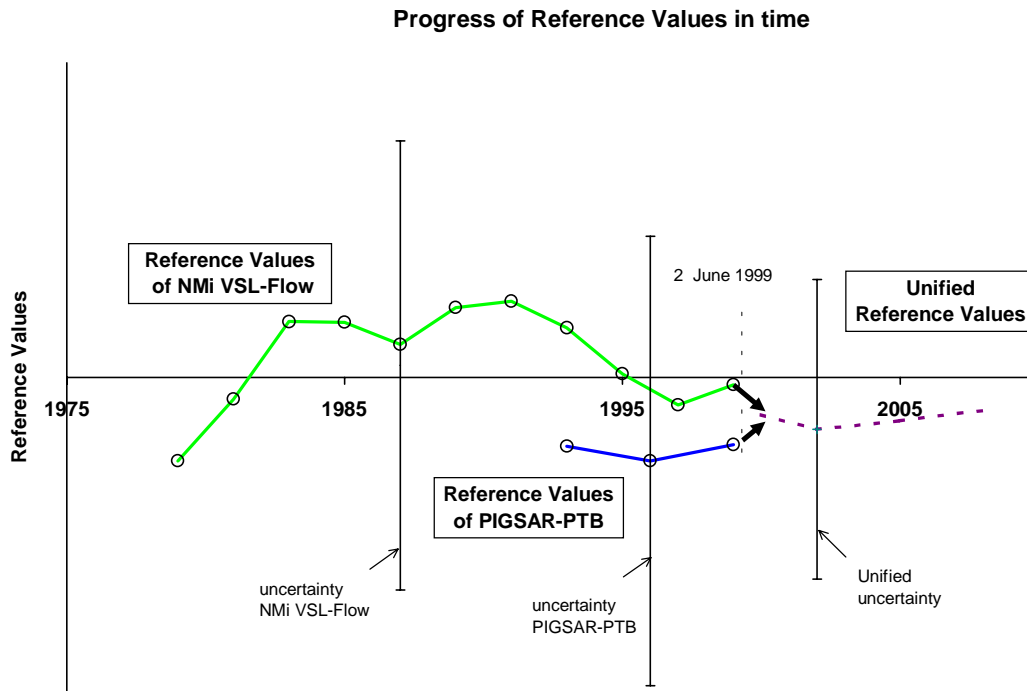 Progress of Reference Values in time
Reference Values
Reference Values
of NMi VSL-Flow
2 June 1999
Unified
Reference Values
1975
1985
1995
2005
Reference Values
of PIGSAR-PTB
uncertainty
NMi VSL-Flow
uncertainty
PIGSAR-PTB
Unified
uncertainty